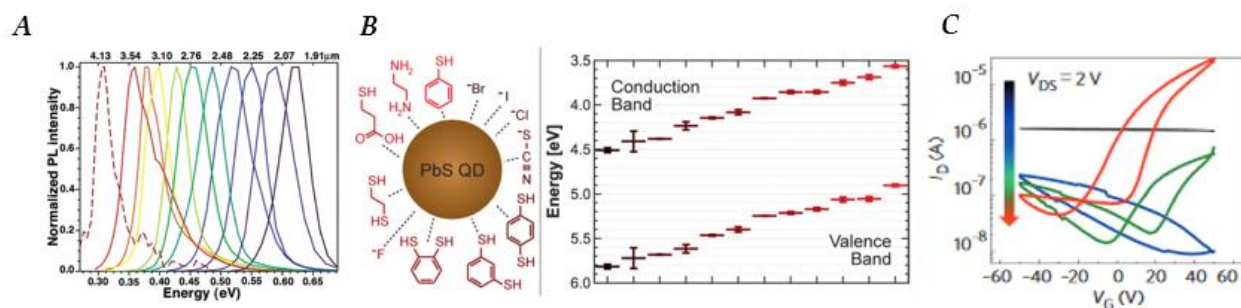 A
4.13 3.54 3.10 2.76 2.48 2.25 2.07 1.91μm
Normalized PL intensity
1.0
0.8
0.6
0.4
0.2
0.0
0.30 0.35 0.40 0.45 0.50 0.55 0.60 0.65
Energy (eV)
B
NH₂
H₂N
SH
SH
OH
O
SH
SH
⁻F
SH
SH
SH
SH
SH
SH
⁻Br
⁻I
⁻Cl
⁻S
C
N
PbS QD
Energy [eV]
3.5
4.0
4.5
5.0
5.5
6.0
Conduction
Band
Valence
Band
C
V_DS = 2 V
I_D (A)
10⁻⁵
10⁻⁶
10⁻⁷
10⁻⁸
-60 -40 -20 0 20 40 60
V_G (V)